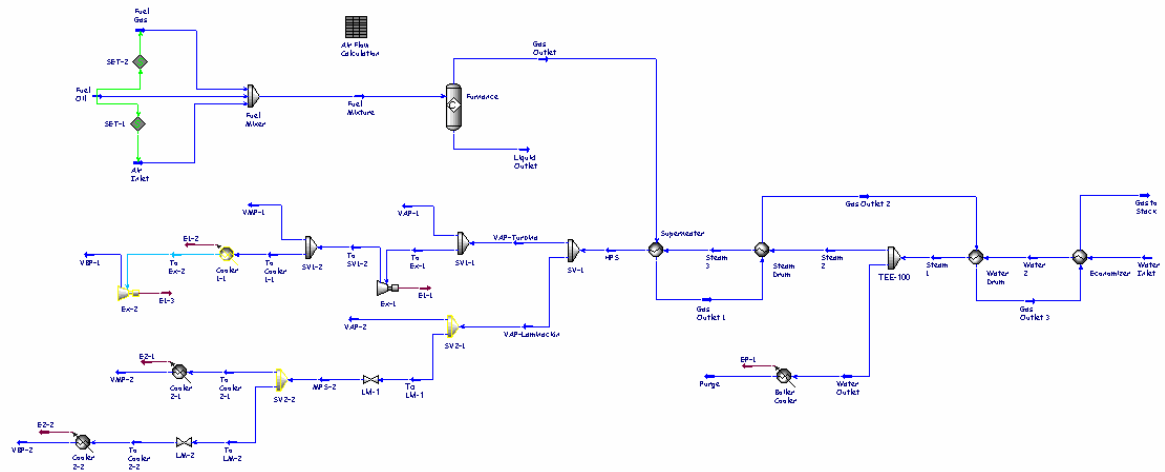 Fuel
Gas
SET-2
Fuel
Oil
SET-1
Air
Inlet
Fuel
Mixer
Air Flow
Calculation
Fuel
Mixture
Gas
Outlet
Furnance
Liquid
Outlet
VMP-1
VAP-1
E1-2
VBP-1
To
Ex-2
Cooler
1-1
To
Cooler 1
SV1-2
To
SV1-2
To
Ex-1
SV1-1
VAP-Turbina
SV-1
HPS
Superheater
Steam
3
Steam
Drum
Steam
2
TEE-100
Steam
1
Water
Drum
Water
2
Economizer
Water
Inlet
Gas Outlet 2
Gas to
Stack
Ex-2
E1-3
Ex-1
E1-1
Gas
Outlet 1
Gas
Outlet 3
VAP-2
SV2-1
E2-1
VMP-2
Cooler
2-1
To
Cooler
2-1
SV2-2
MPS-2
LM-1
To
LM-1
EP-1
Purge
Boiler
Cooler
Water
Outlet
E2-2
VBP-2
Cooler
2-2
To
Cooler
2-2
LM-2
To
LM-2